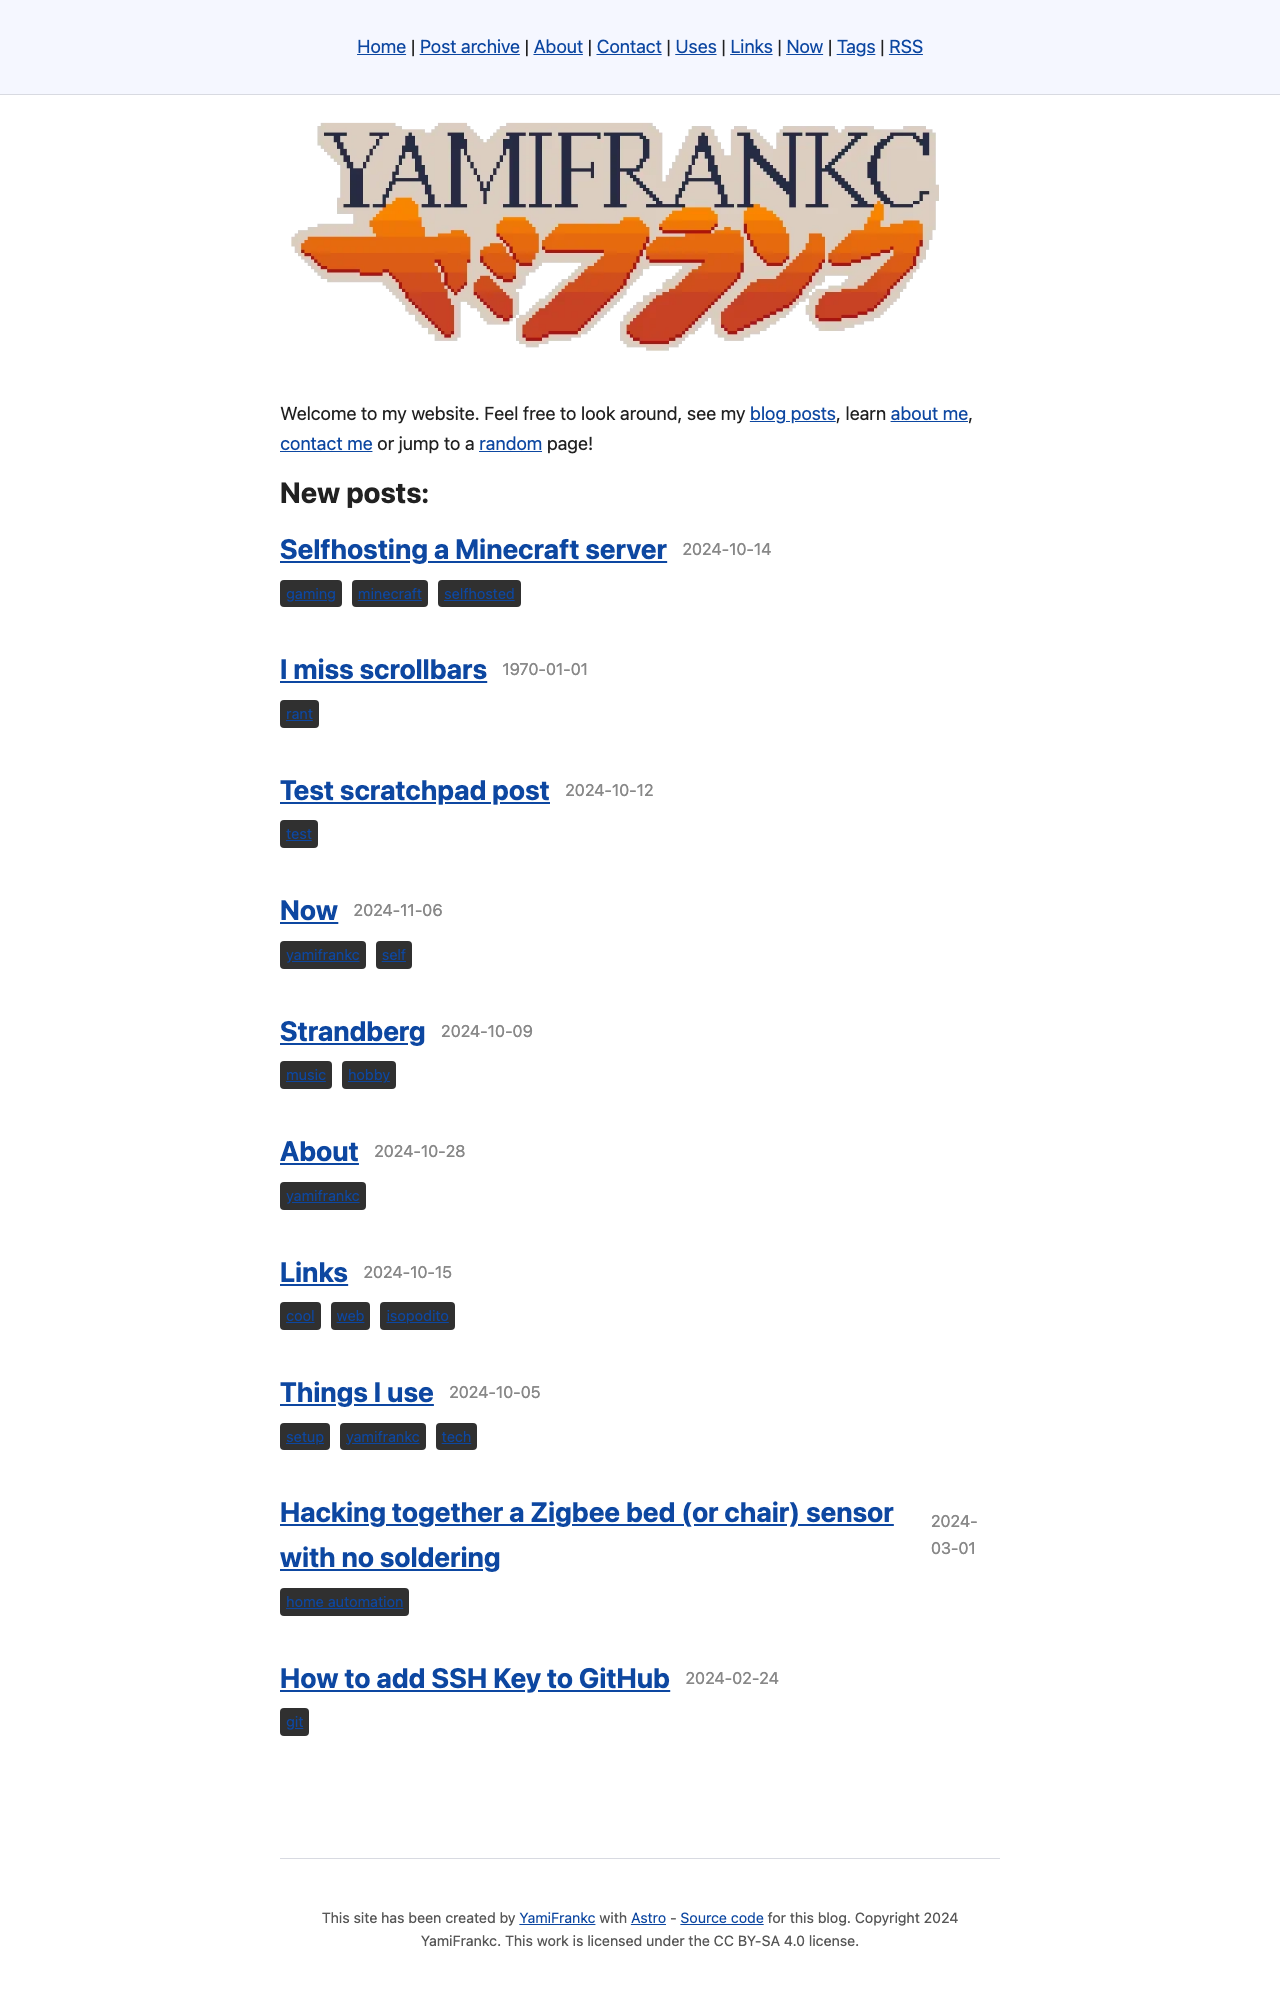 Home | Post archive | About | Contact | Uses | Links | Now | Tags | RSS
YAMIFRANKC
ヤミフランク
Welcome to my website. Feel free to look around, see my blog posts, learn about me,
contact me or jump to a random page!
New posts:
Selfhosting a Minecraft server 2024-10-14
gaming minecraft selfhosted
I miss scrollbars 1970-01-01
rant
Test scratchpad post 2024-10-12
test
Now 2024-11-06
yamifrankc self
Strandberg 2024-10-09
music hobby
About 2024-10-28
yamifrankc
Links 2024-10-15
cool web isopodito
Things I use 2024-10-05
setup yamifrankc tech
Hacking together a Zigbee bed (or chair) sensor
with no soldering
2024-
03-01
home automation
How to add SSH Key to GitHub 2024-02-24
git
This site has been created by YamiFrankc with Astro - Source code for this blog. Copyright 2024
YamiFrankc. This work is licensed under the CC BY-SA 4.0 license.